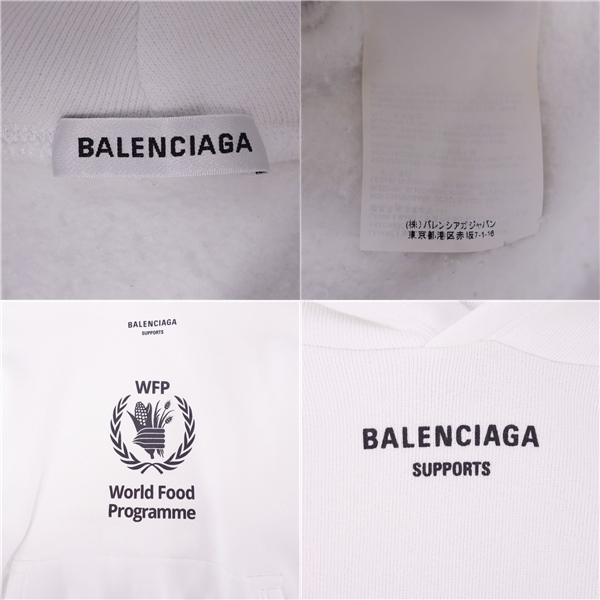 BALENCIAGA
(株)バレンシアガジャパン
東京都港区赤坂7-1-16
BALENCIAGA
SUPPORTS
WFP
World Food
Programme
BALENCIAGA
SUPPORTS